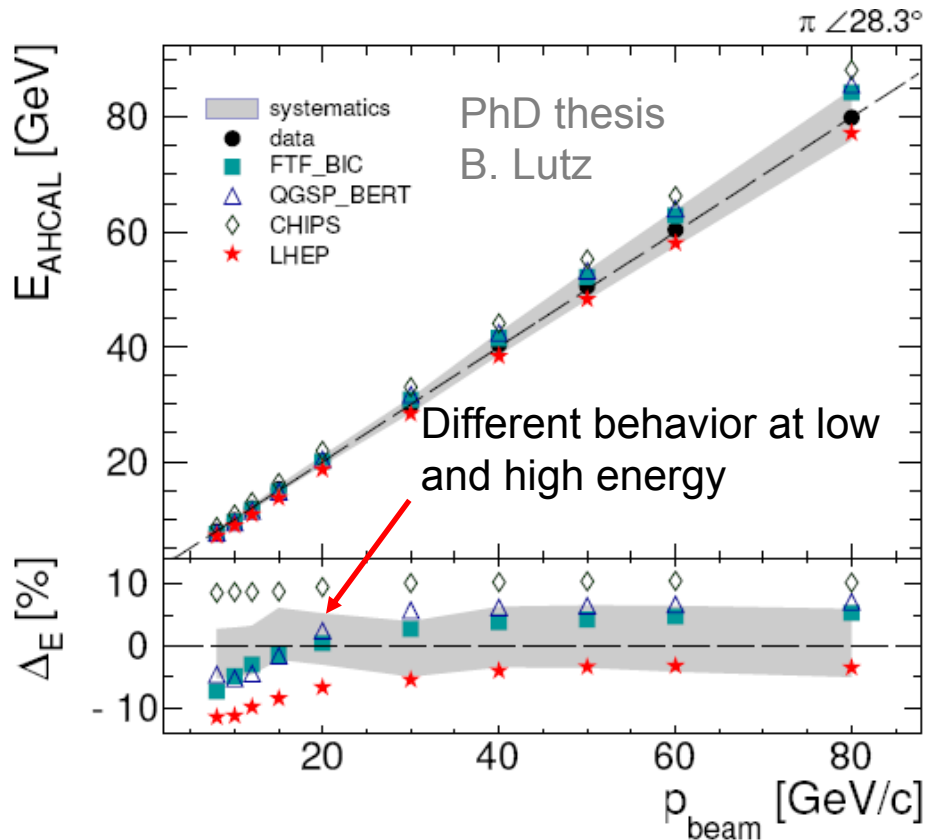 π ∠28.3°
E_AHCAL [GeV]
80
60
40
20
systematics
data
FTF_BIC
QGSP_BERT
CHIPS
LHEP
PhD thesis
B. Lutz
Different behavior at low
and high energy
Δ_E [%]
10
0
- 10
20
40
60
80
p_beam [GeV/c]